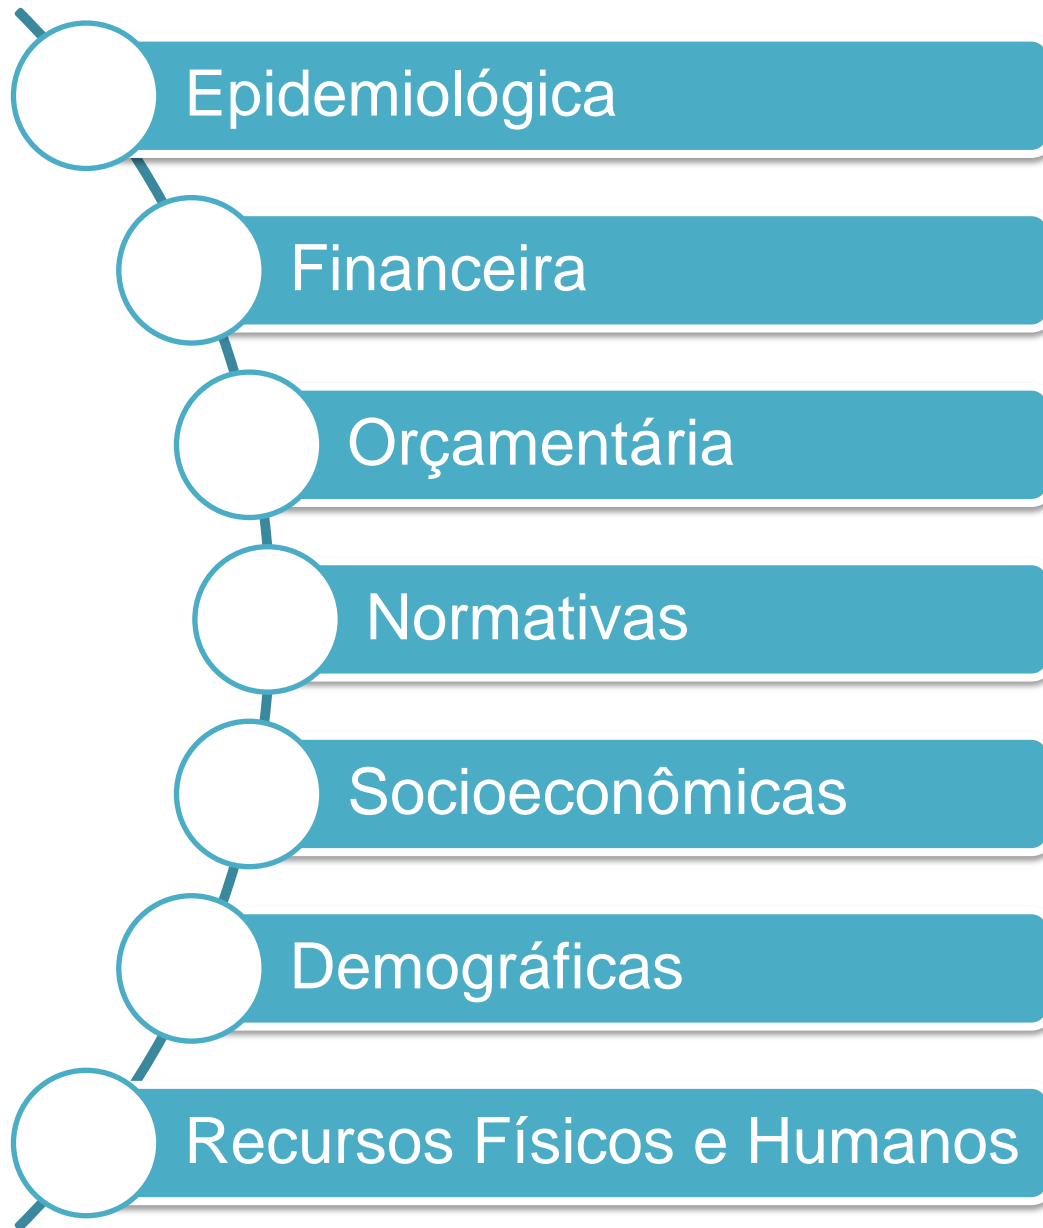 Epidemiológica
Financeira
Orçamentária
Normativas
Socioeconômicas
Demográficas
Recursos Físicos e Humanos